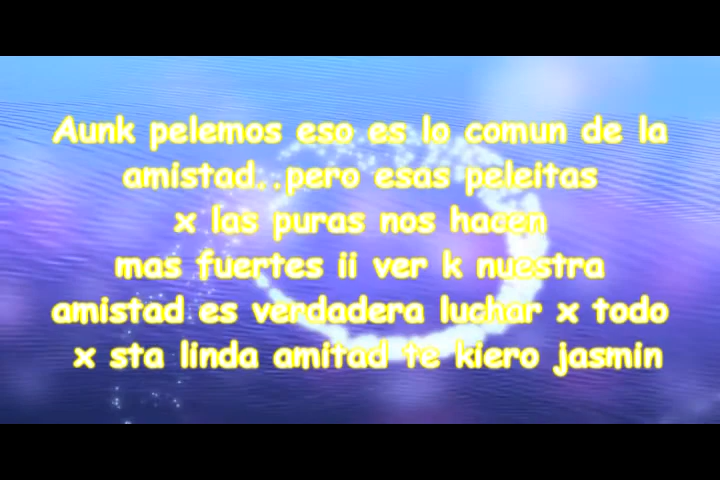 Aunk pelemos eso es lo comun de la
amistad..pero esas peleitas
x las puras nos hacen
mas fuertes ii ver k nuestra
amistad es verdadera luchar x todo
x sta linda amitad te kiero jasmin